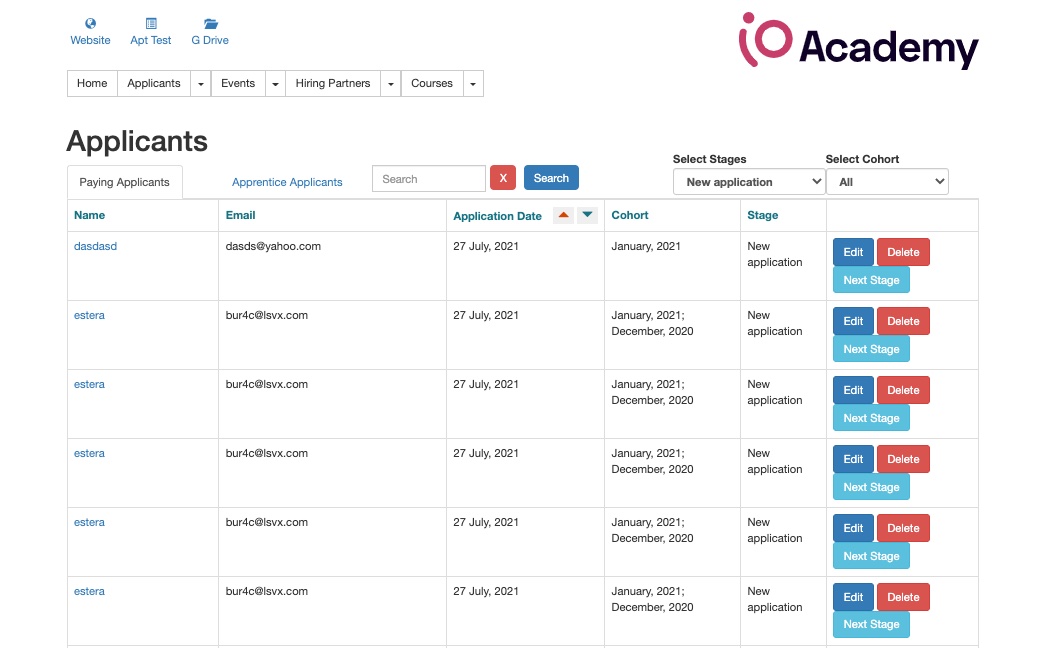 Website Apt Test G Drive
iO Academy
Home Applicants Events Hiring Partners Courses
Applicants
Select Stages Select Cohort
Paying Applicants Apprentice Applicants Search X Search New application All
Name Email Application Date Cohort Stage
dasdasd dasds@yahoo.com 27 July, 2021 January, 2021 New Edit Delete
application
Next Stage
estera bur4c@lsvx.com 27 July, 2021 January, 2021; New Edit Delete
December, 2020 application
Next Stage
estera bur4c@lsvx.com 27 July, 2021 January, 2021; New Edit Delete
December, 2020 application
Next Stage
estera bur4c@lsvx.com 27 July, 2021 January, 2021; New Edit Delete
December, 2020 application
Next Stage
estera bur4c@lsvx.com 27 July, 2021 January, 2021; New Edit Delete
December, 2020 application
Next Stage
estera bur4c@lsvx.com 27 July, 2021 January, 2021; New Edit Delete
December, 2020 application
Next Stage